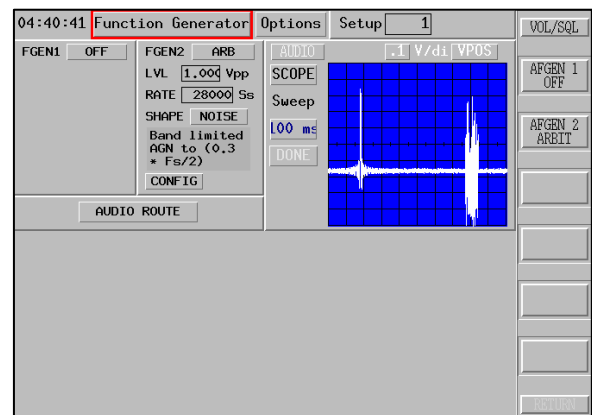 04:40:41 Function Generator Options Setup 1
VOL/SQL
FGEN1 OFF
FGEN2 ARB
LVL 1.000 Vpp
RATE 28000 Ss
SHAPE NOISE
Band limited
AGN to (0.3
* Fs/2)
CONFIG
AUDIO ROUTE
AUDIO .1 V/di VPOS
SCOPE
Sweep
100 ms
DONE
AFGEN 1
OFF
AFGEN 2
ARBIT
RETURN